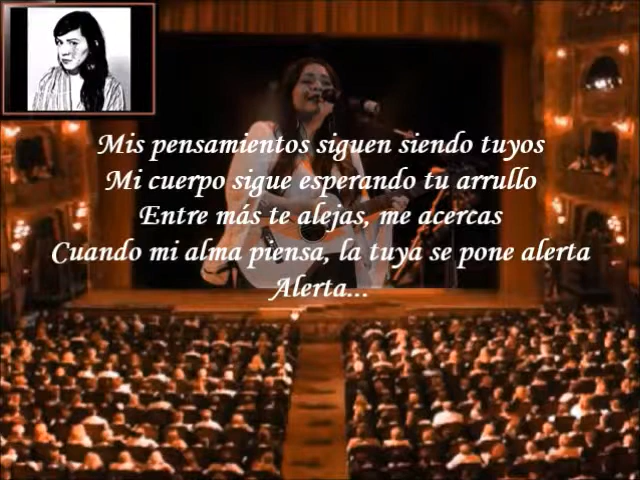 Mis pensamientos siguen siendo tuyos
Mi cuerpo sigue esperando tu arrullo
Entre más te alejas, me acercas
Cuando mi alma piensa, la tuya se pone alerta
Alerta...